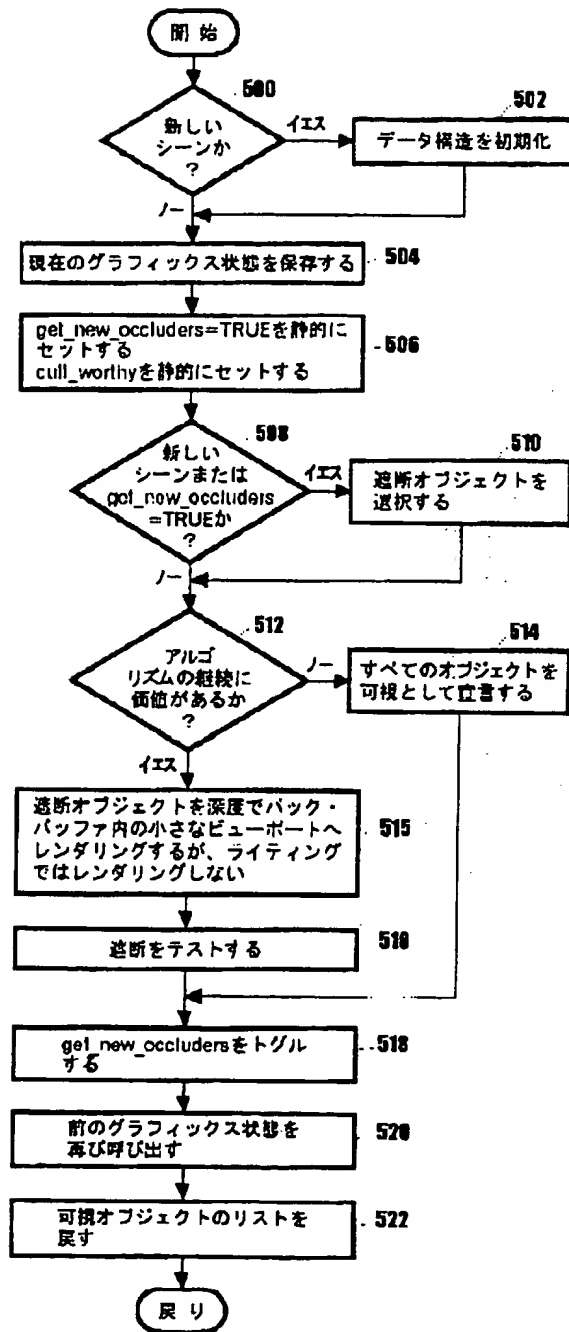 開 始
500
新しい
シーンか
?
イエス
502
データ構造を初期化
ノー
現在のグラフィックス状態を保存する
504
get_new_occluders=TRUEを静的に
セットする
cull_worthyを静的にセットする
506
508
新しい
シーンまたは
get_new_occluders
=TRUEか
?
イエス
510
遮断オブジェクトを
選択する
ノー
512
アルゴ
リズムの継続に
価値があるか
?
ノー
514
すべてのオブジェクトを
可視として宣言する
イエス
遮断オブジェクトを深度でバック・
バッファ内の小さなビューポートへ
レンダリングするが、ライティング
ではレンダリングしない
515
遮断をテストする
516
get_new_occludersをトグル
する
518
前のグラフィックス状態を
再び呼び出す
520
可視オブジェクトのリストを
戻す
522
戻 り